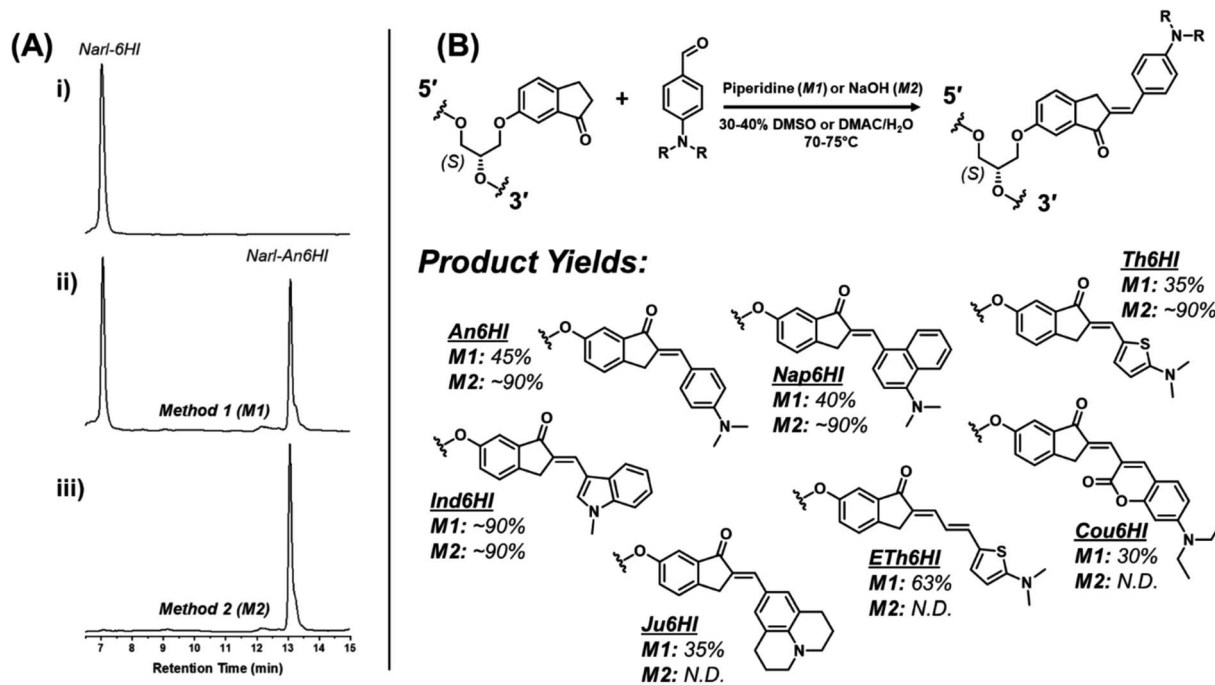 (A)
NarI-6HI
i)
NarI-An6HI
ii)
Method 1 (M1)
iii)
Method 2 (M2)
7 8 9 10 11 12 13 14 15
Retention Time (min)
(B)
5′
O
O
O
(S)
O
3′
+
O
N
R R
Piperidine (M1) or NaOH (M2)
30-40% DMSO or DMAC/H₂O
70-75°C
R
N-R
5′
O
O
O
(S)
O
3′
Product Yields:
O
O
An6HI
M1: 45%
M2: ~90%
N
O
O
Nap6HI
M1: 40%
M2: ~90%
N
Th6HI
M1: 35%
M2: ~90%
O
O
S
N
O
O
Ind6HI
M1: ~90%
M2: ~90%
N
O
O
Ju6HI
M1: 35%
M2: N.D.
N
O
O
ETh6HI
M1: 63%
M2: N.D.
S
N
O
O
O
O
Cou6HI
M1: 30%
M2: N.D.
N